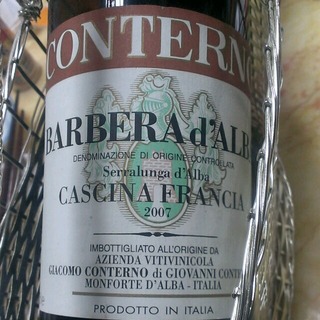 CONTERN
BARBERA d'ALB
DENOMINAZIONE DI ORIGINE CONTROLLATA
Serralunga d'Alba
CASCINA FRANCIA
2007
IMBOTTIGLIATO ALL'ORIGINE DA
AZIENDA VITIVINICOLA
GIACOMO CONTERNO di GIOVANNI CONT
MONFORTE D'ALBA - ITALIA
PRODOTTO IN ITALIA